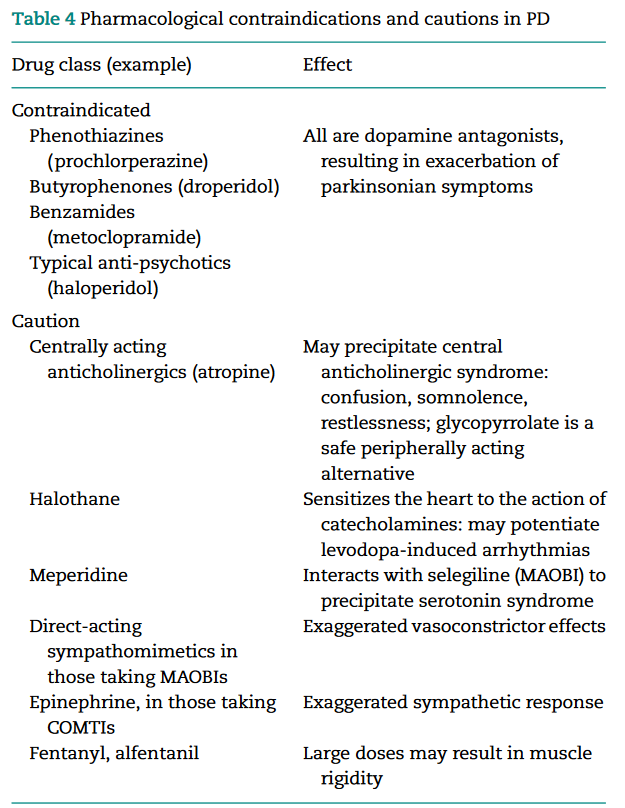 Table 4 Pharmacological contraindications and cautions in PD
Drug class (example) Effect
Contraindicated
Phenothiazines All are dopamine antagonists,
(prochlorperazine) resulting in exacerbation of
Butyrophenones (droperidol) parkinsonian symptoms
Benzamides
(metoclopramide)
Typical anti-psychotics
(haloperidol)
Caution
Centrally acting May precipitate central
anticholinergics (atropine) anticholinergic syndrome:
confusion, somnolence,
restlessness; glycopyrrolate is a
safe peripherally acting
alternative
Halothane Sensitizes the heart to the action of
catecholamines: may potentiate
levodopa-induced arrhythmias
Meperidine Interacts with selegiline (MAOBI) to
precipitate serotonin syndrome
Direct-acting Exaggerated vasoconstrictor effects
sympathomimetics in
those taking MAOBIs
Epinephrine, in those taking Exaggerated sympathetic response
COMTIs
Fentanyl, alfentanil Large doses may result in muscle
rigidity